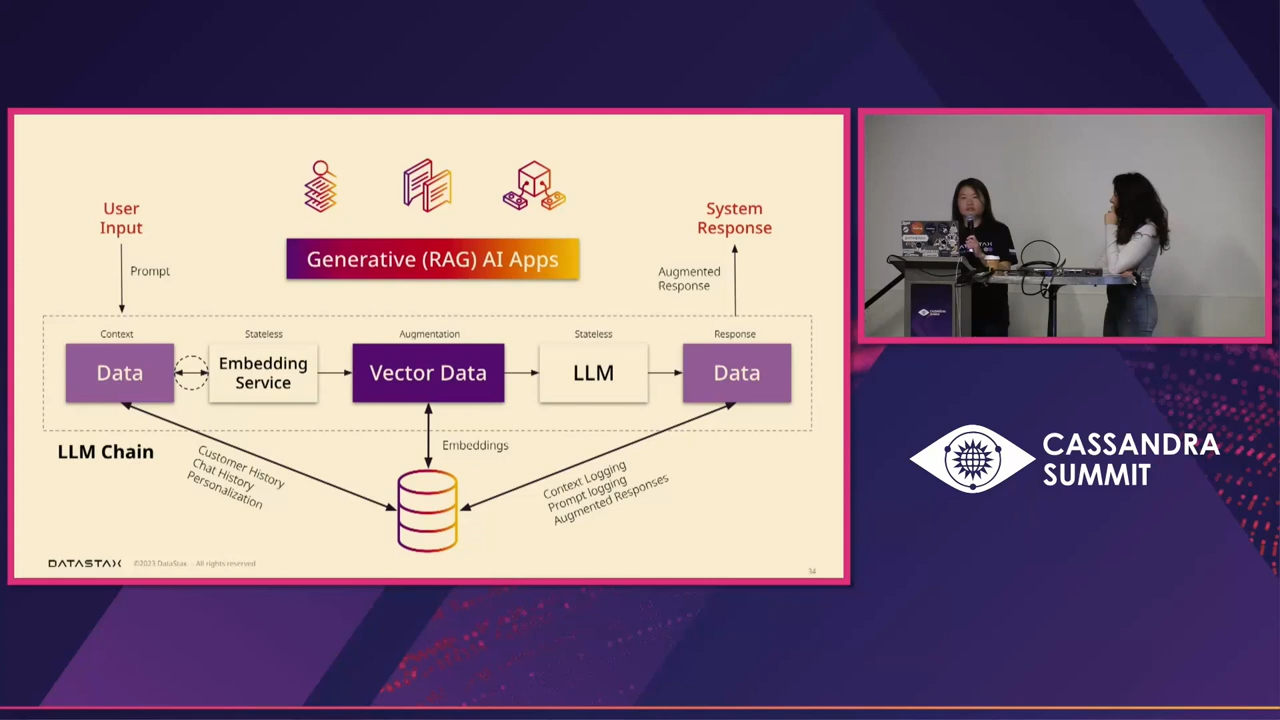 User
Input
Prompt
Generative (RAG) AI Apps
System
Response
Augmented
Response
Context
Data
Stateless
Embedding
Service
Augmentation
Vector Data
Stateless
LLM
Response
Data
LLM Chain
Customer History
Chat History
Personalization
Embeddings
Context Logging
Prompt logging
Augmented Responses
DATASTAX
©2023 DataStax. – All rights reserved
34
CASSANDRA
SUMMIT